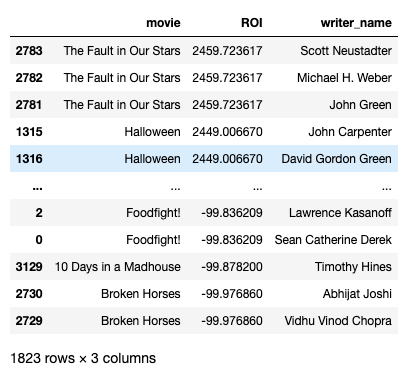 movie ROI writer_name
2783 The Fault in Our Stars 2459.723617 Scott Neustadter
2782 The Fault in Our Stars 2459.723617 Michael H. Weber
2781 The Fault in Our Stars 2459.723617 John Green
1315 Halloween 2449.006670 John Carpenter
1316 Halloween 2449.006670 David Gordon Green
... ... ... ...
2 Foodfight! -99.836209 Lawrence Kasanoff
0 Foodfight! -99.836209 Sean Catherine Derek
3129 10 Days in a Madhouse -99.878200 Timothy Hines
2730 Broken Horses -99.976860 Abhijat Joshi
2729 Broken Horses -99.976860 Vidhu Vinod Chopra
1823 rows × 3 columns